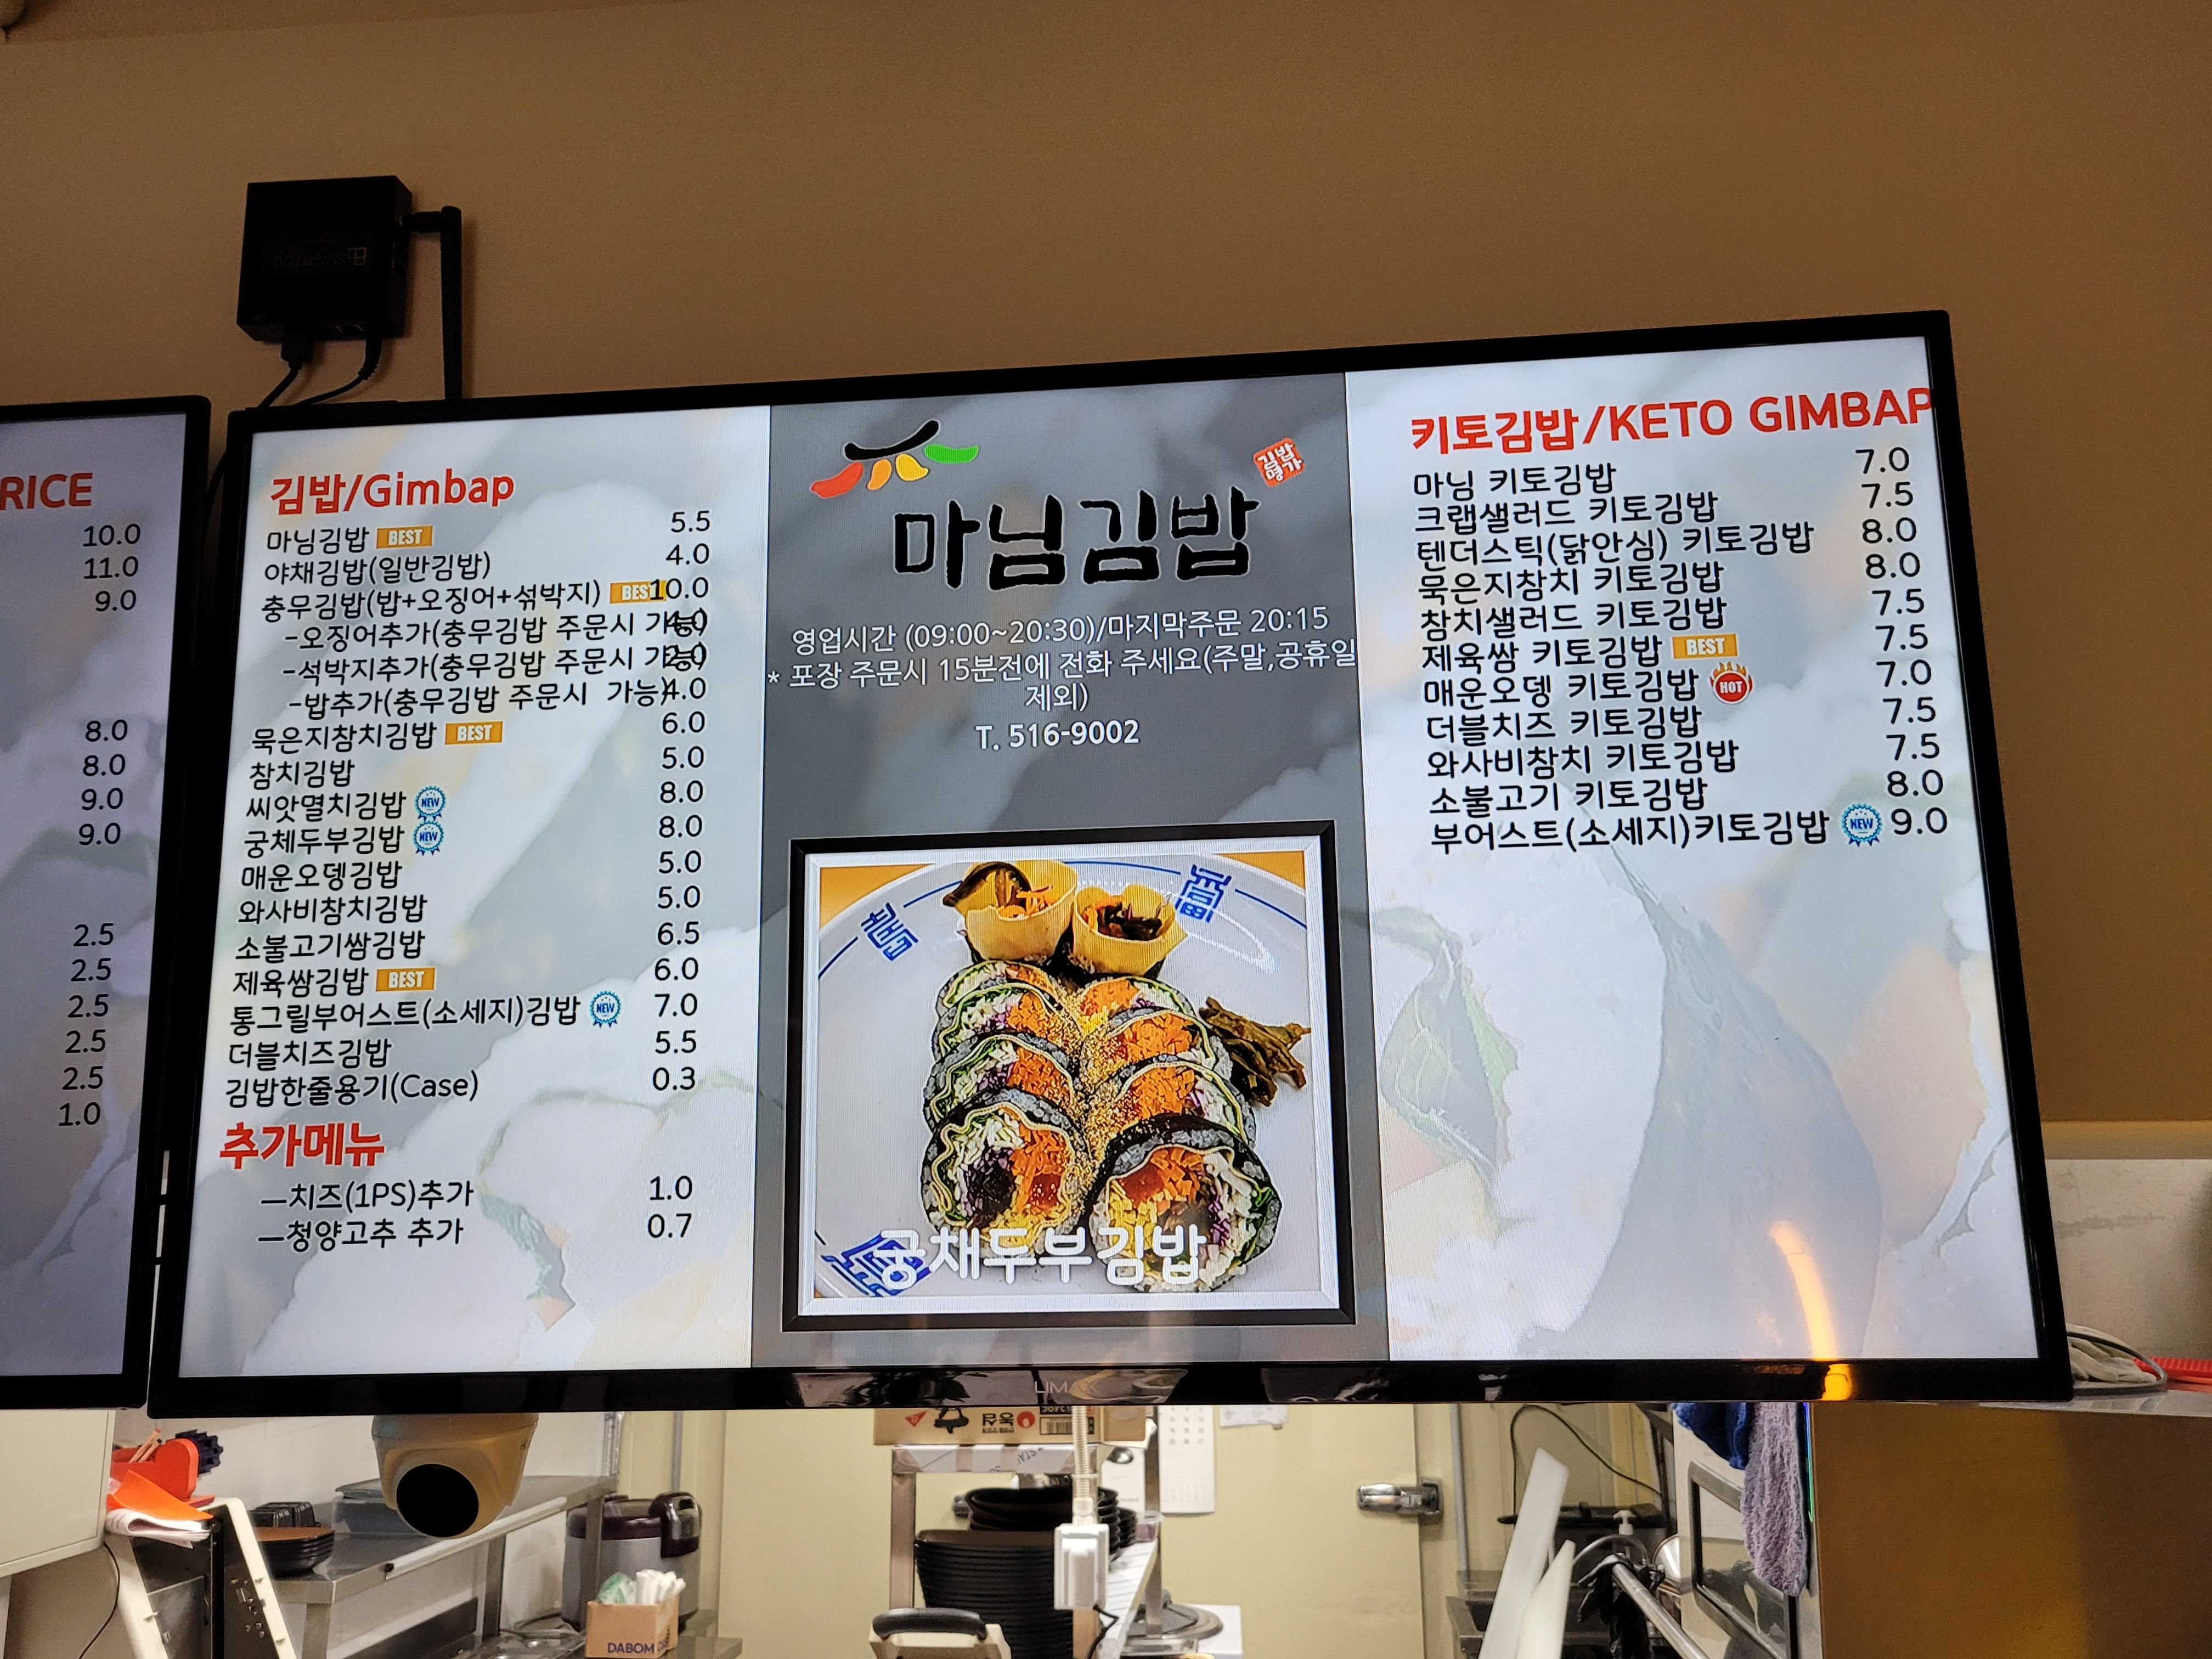 RICE
10.0
11.0
9.0
8.0
8.0
9.0
9.0
2.5
2.5
2.5
2.5
2.5
1.0
김밥/Gimbap
마님김밥 BEST 5.5
야채김밥(일반김밥) 4.0
충무김밥(밥+오징어+섞박지) BEST 10.0
-오징어추가(충무김밥 주문시 가능) 4.0
-석박지추가(충무김밥 주문시 가능) 2.0
-밥추가(충무김밥 주문시 가능) 4.0
묵은지참치김밥 BEST 6.0
참치김밥 5.0
씨앗멸치김밥 NEW 8.0
궁체두부김밥 NEW 8.0
매운오뎅김밥 5.0
와사비참치김밥 5.0
소불고기쌈김밥 6.5
제육쌈김밥 BEST 6.0
통그릴부어스트(소세지)김밥 NEW 7.0
더블치즈김밥 5.5
김밥한줄용기(Case) 0.3
추가메뉴
–치즈(1PS)추가 1.0
–청양고추 추가 0.7
김밥
명가
마님김밥
영업시간 (09:00~20:30)/마지막주문 20:15
* 포장 주문시 15분전에 전화 주세요(주말,공휴일
제외)
T. 516-9002
궁채두부김밥
키토김밥/KETO GIMBAP
마님 키토김밥 7.0
크랩샐러드 키토김밥 7.5
텐더스틱(닭안심) 키토김밥 8.0
묵은지참치 키토김밥 8.0
참치샐러드 키토김밥 7.5
제육쌈 키토김밥 BEST 7.5
매운오뎅 키토김밥 HOT 7.0
더블치즈 키토김밥 7.5
와사비참치 키토김밥 7.5
소불고기 키토김밥 8.0
부어스트(소세지)키토김밥 NEW 9.0
농심
DABOM